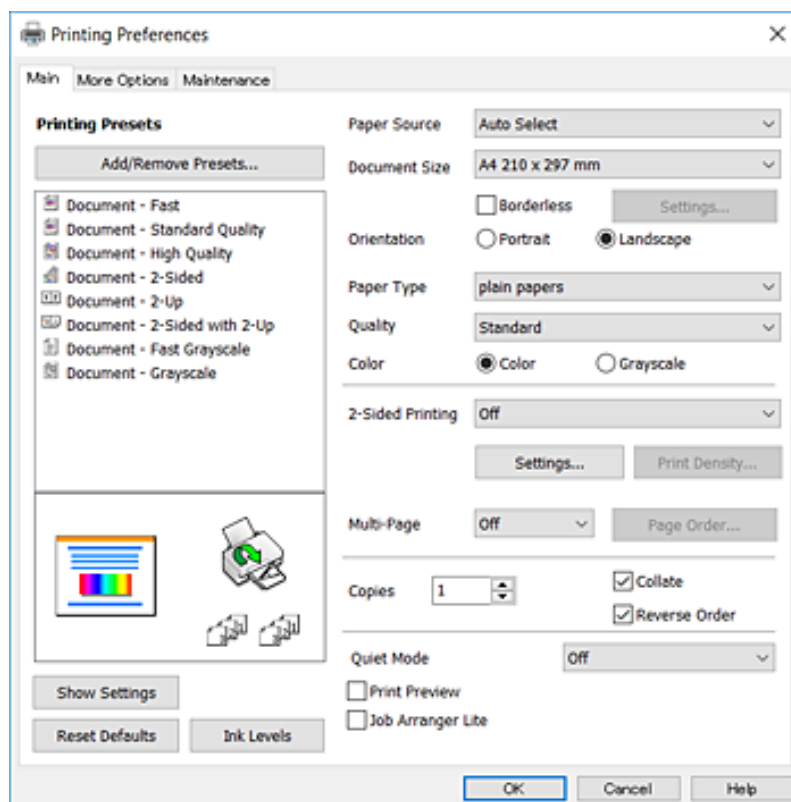 Printing Preferences
Main More Options Maintenance
Printing Presets
Add/Remove Presets...
Document - Fast
Document - Standard Quality
Document - High Quality
Document - 2-Sided
Document - 2-Up
Document - 2-Sided with 2-Up
Document - Fast Grayscale
Document - Grayscale
Show Settings
Reset Defaults Ink Levels
Paper Source Auto Select
Document Size A4 210 x 297 mm
Borderless Settings...
Orientation Portrait Landscape
Paper Type plain papers
Quality Standard
Color Color Grayscale
2-Sided Printing Off
Settings... Print Density...
Multi-Page Off Page Order...
Copies 1 Collate
Reverse Order
Quiet Mode Off
Print Preview
Job Arranger Lite
OK Cancel Help